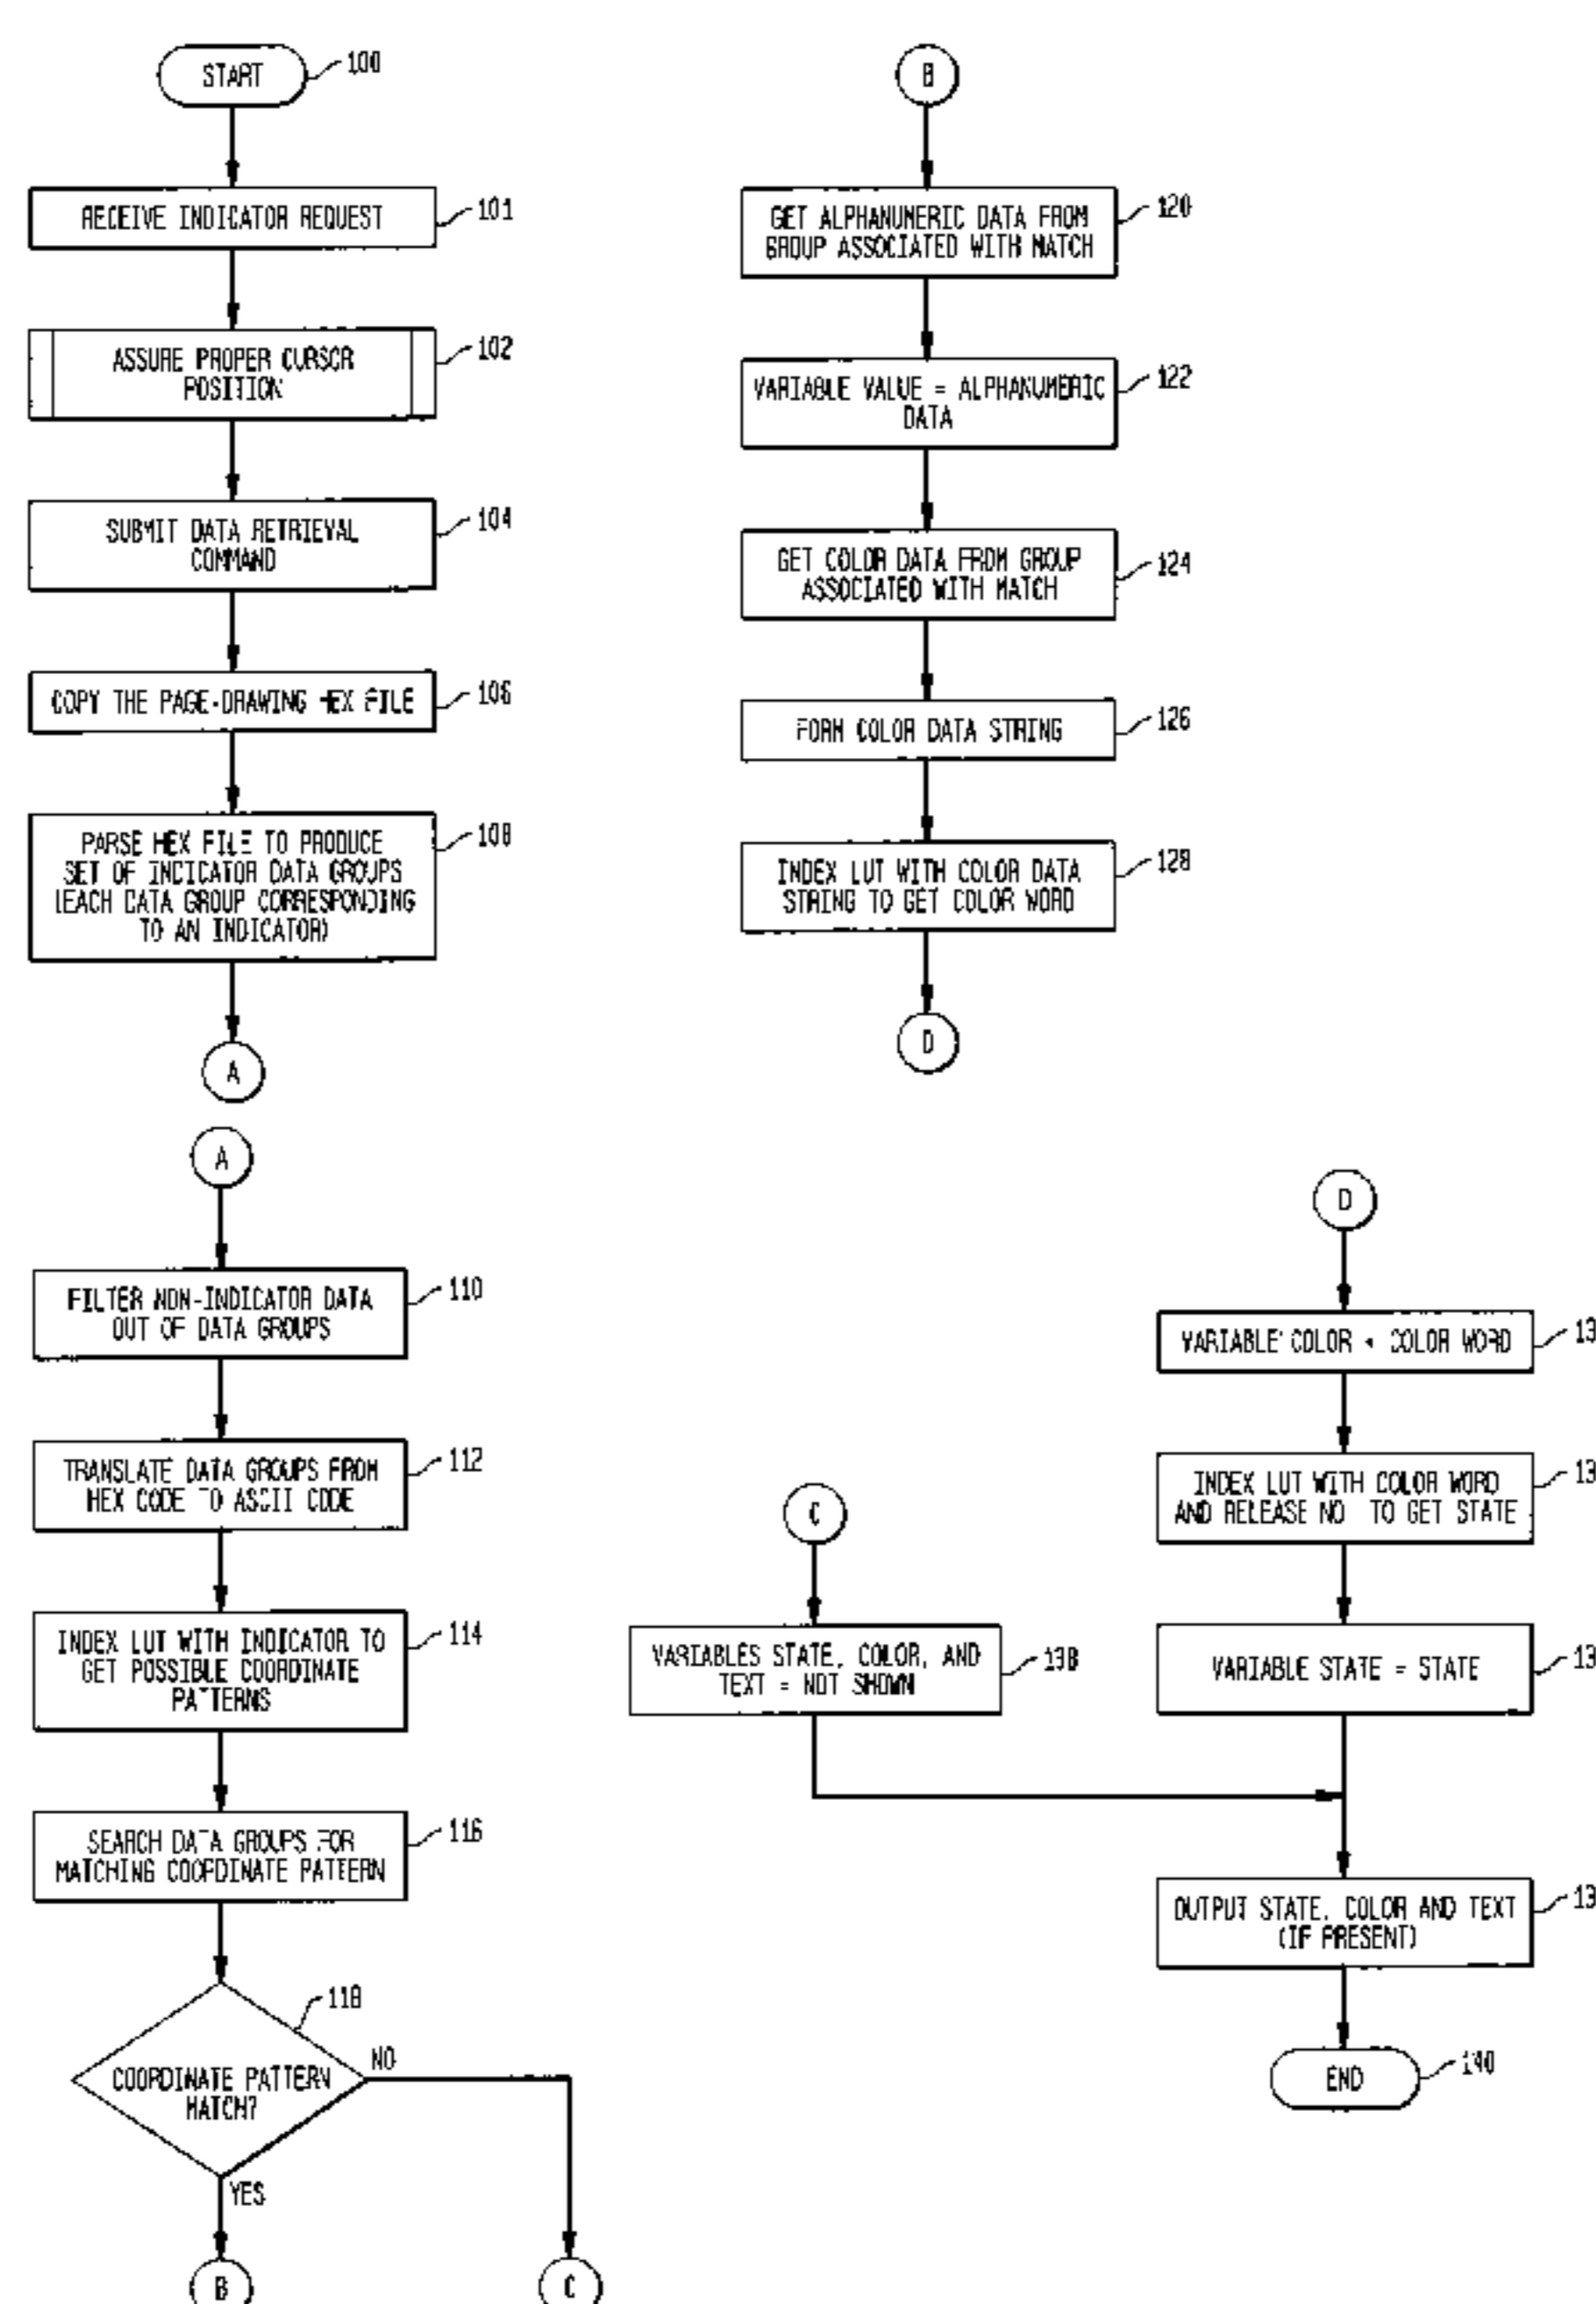 START
100
RECEIVE INDICATOR REQUEST
101
ASSURE PROPER CURSOR
POSITION
102
SUBMIT DATA RETRIEVAL
COMMAND
104
COPY THE PAGE-DRAWING HEX FILE
106
PARSE HEX FILE TO PRODUCE
SET OF INDICATOR DATA GROUPS
(EACH DATA GROUP CORRESPONDING
TO AN INDICATOR)
108
A
A
FILTER NON-INDICATOR DATA
OUT OF DATA GROUPS
110
TRANSLATE DATA GROUPS FROM
HEX CODE TO ASCII CODE
112
INDEX LUT WITH INDICATOR TO
GET POSSIBLE COORDINATE
PATTERNS
114
SEARCH DATA GROUPS FOR
MATCHING COORDINATE PATTERN
116
COORDINATE PATTERN
MATCH?
118
NO
YES
B
C
B
GET ALPHANUMERIC DATA FROM
GROUP ASSOCIATED WITH MATCH
120
VARIABLE VALUE = ALPHANUMERIC
DATA
122
GET COLOR DATA FROM GROUP
ASSOCIATED WITH MATCH
124
FORM COLOR DATA STRING
126
INDEX LUT WITH COLOR DATA
STRING TO GET COLOR WORD
128
D
C
VARIABLES STATE, COLOR, AND
TEXT = NOT SHOWN
138
D
VARIABLE COLOR = COLOR WORD
13
INDEX LUT WITH COLOR WORD
AND RELEASE NO TO GET STATE
13
VARIABLE STATE = STATE
13
OUTPUT STATE, COLOR AND TEXT
(IF PRESENT)
13
END
140